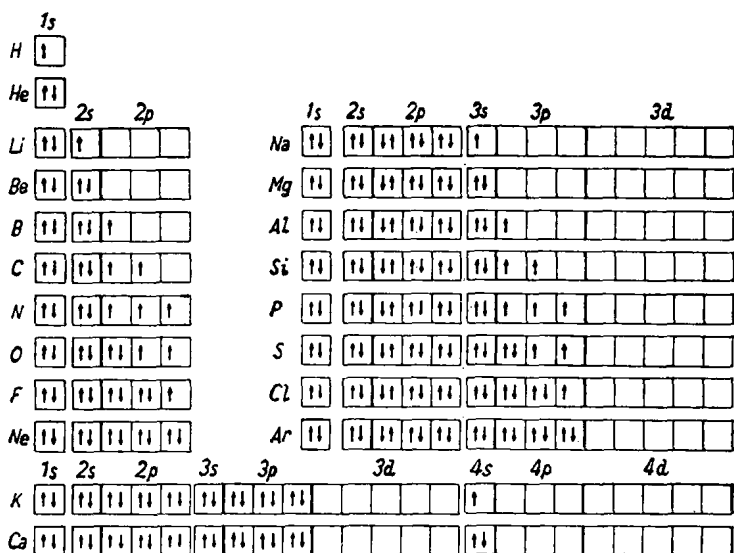 1s
H ↑
He ↑↓
2s 2p
Li ↑↓ ↑
Be ↑↓ ↑↓
B ↑↓ ↑↓ ↑
C ↑↓ ↑↓ ↑ ↑
N ↑↓ ↑↓ ↑ ↑ ↑
O ↑↓ ↑↓ ↑↓ ↑ ↑
F ↑↓ ↑↓ ↑↓ ↑↓ ↑
Ne ↑↓ ↑↓ ↑↓ ↑↓ ↑↓
1s 2s 2p 3s 3p 3d
Na ↑↓ ↑↓ ↓↑ ↑↓ ↑↓ ↑
Mg ↑↓ ↑↓ ↓↑ ↑↓ ↑↓ ↑↓
Al ↑↓ ↑↓ ↓↑ ↑↓ ↑↓ ↑↓ ↑
Si ↑↓ ↑↓ ↓↑ ↑↓ ↑↓ ↑↓ ↑ ↑
P ↑↓ ↑↓ ↓↑ ↑↓ ↑↓ ↑↓ ↑ ↑ ↑
S ↑↓ ↑↓ ↓↑ ↑↓ ↑↓ ↑↓ ↑↓ ↑ ↑
Cl ↑↓ ↑↓ ↓↑ ↑↓ ↑↓ ↑↓ ↑↓ ↑↓ ↑
Ar ↑↓ ↑↓ ↓↑ ↑↓ ↑↓ ↑↓ ↑↓ ↑↓ ↑↓
1s 2s 2p 3s 3p 3d 4s 4p 4d
K ↑↓ ↑↓ ↑↓ ↑↓ ↑↓ ↑↓ ↑↓ ↑↓ ↑↓ ↑
Ca ↑↓ ↑↓ ↑↓ ↑↓ ↑↓ ↑↓ ↑↓ ↑↓ ↑↓ ↑↓